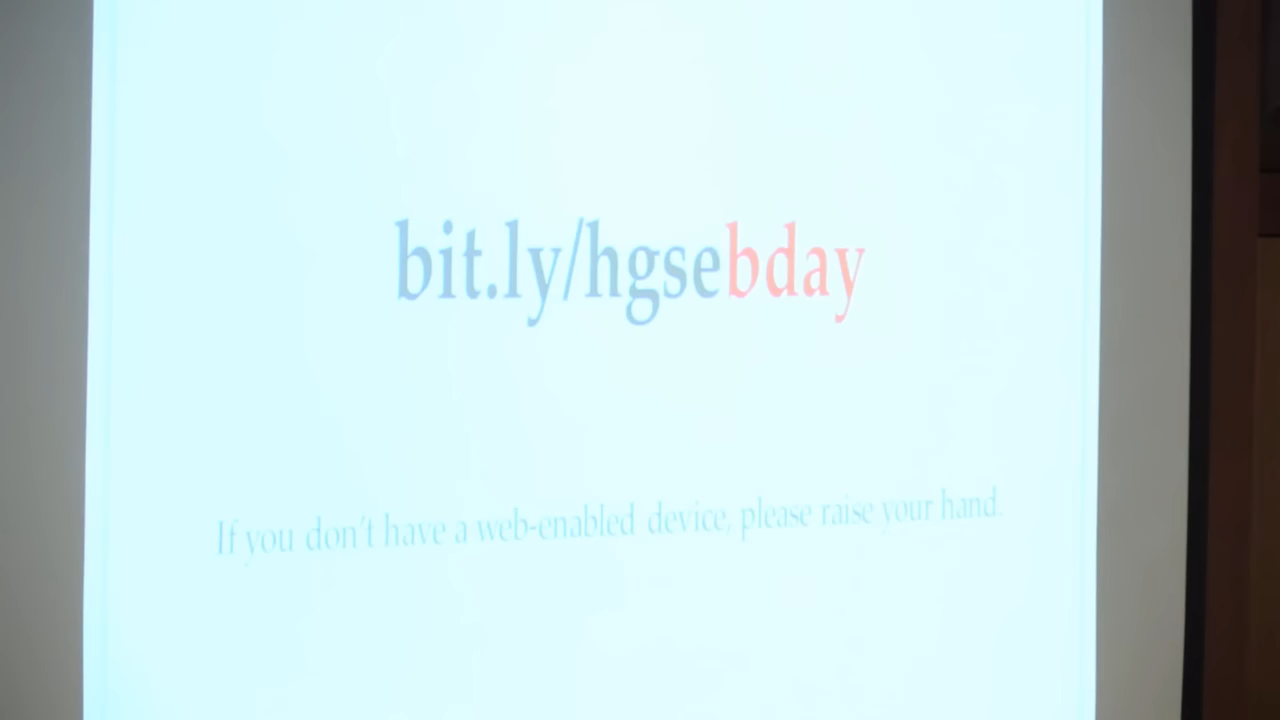 bit.ly/hgsebday
If you don't have a web-enabled device, please raise your hand.